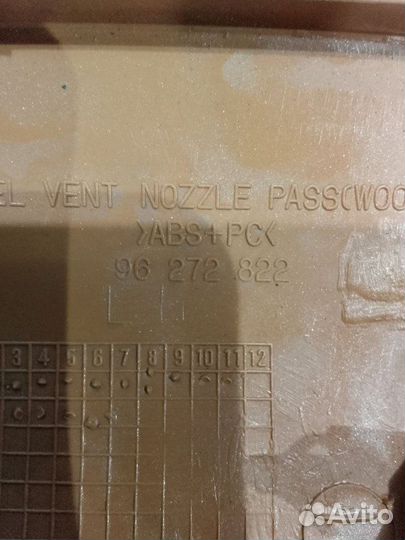 EL VENT NOZZLE PASS(WOO
>ABS+PC<
96 272 822
3 4 5 6 7 8 9 10 11 12
Avito